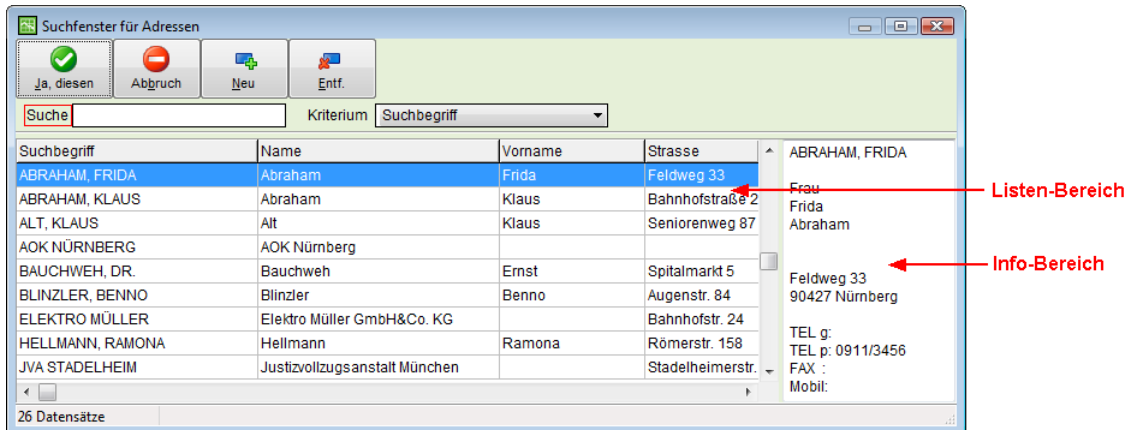 Suchfenster für Adressen
Ja, diesen Abbruch Neu Entf.
Suche Kriterium Suchbegriff
Suchbegriff Name Vorname Strasse
ABRAHAM, FRIDA Abraham Frida Feldweg 33
ABRAHAM, KLAUS Abraham Klaus Bahnhofstraße 2
ALT, KLAUS Alt Klaus Seniorenweg 87
AOK NÜRNBERG AOK Nürnberg
BAUCHWEH, DR. Bauchweh Ernst Spitalmarkt 5
BLINZLER, BENNO Blinzler Benno Augenstr. 84
ELEKTRO MÜLLER Elektro Müller GmbH&Co. KG Bahnhofstr. 24
HELLMANN, RAMONA Hellmann Ramona Römerstr. 158
JVA STADELHEIM Justizvollzugsanstalt München Stadelheimerstr.
ABRAHAM, FRIDA
Frau
Frida
Abraham
Feldweg 33
90427 Nürnberg
TEL g:
TEL p: 0911/3456
FAX :
Mobil:
Listen-Bereich
Info-Bereich
26 Datensätze